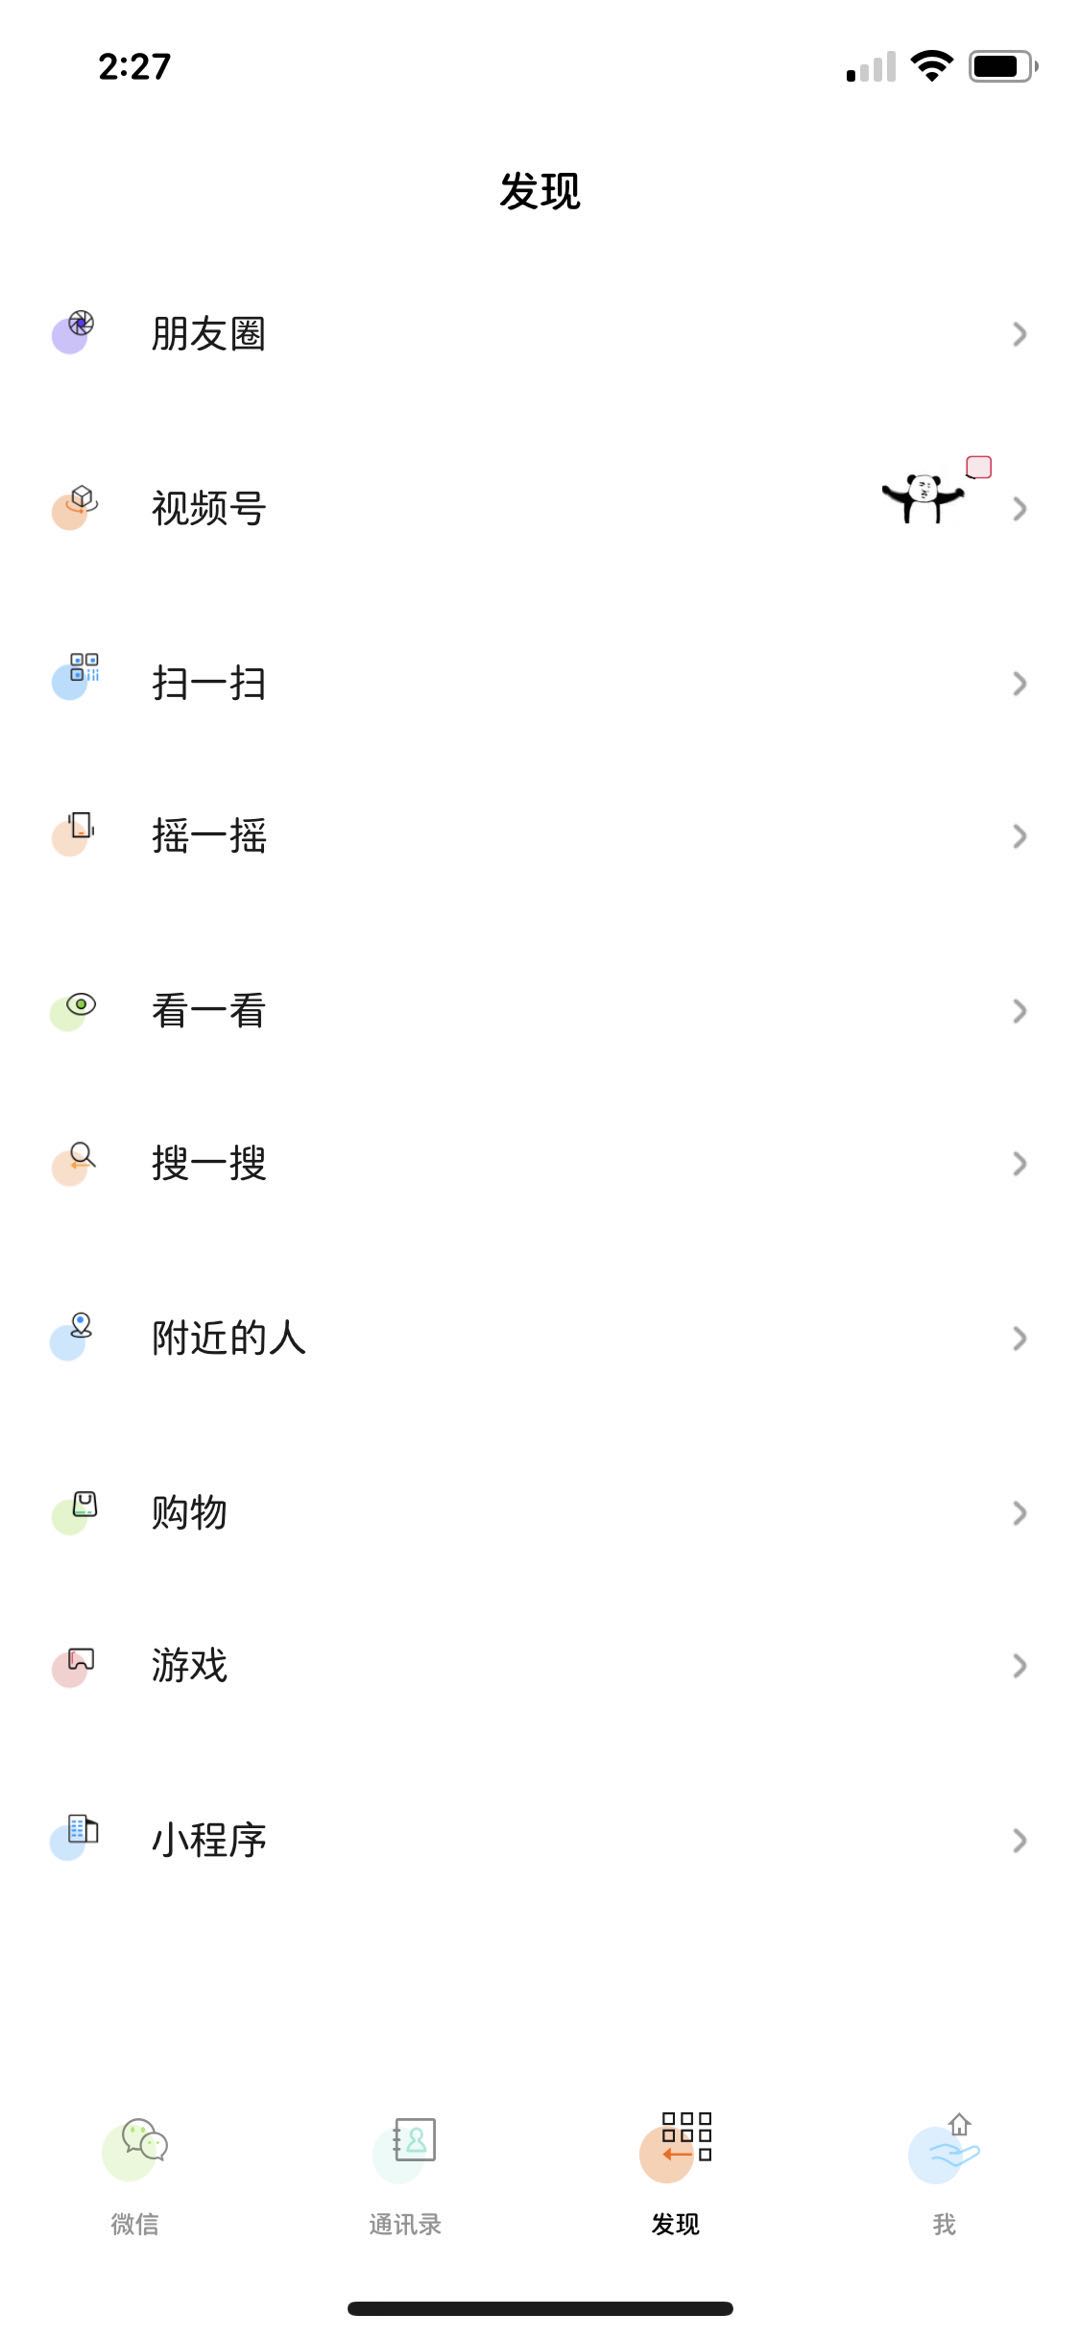 2:27
发现
朋友圈
视频号
扫一扫
摇一摇
看一看
搜一搜
附近的人
购物
游戏
小程序
微信
通讯录
发现
我